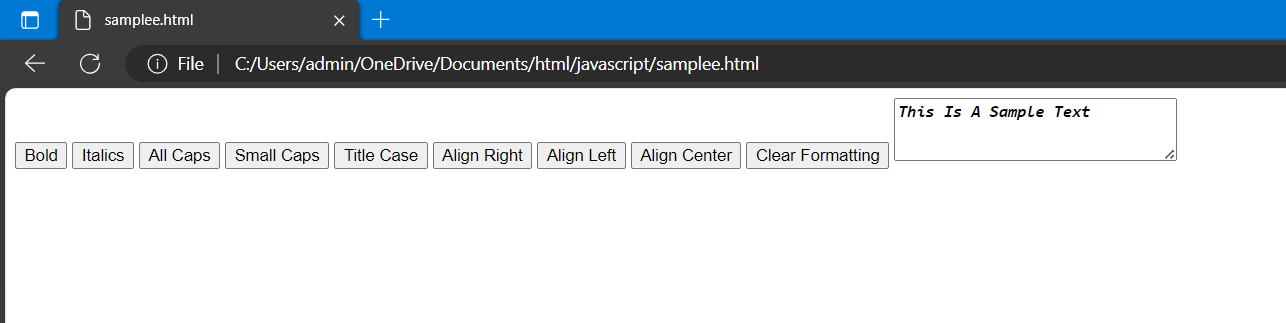 samplee.html
File C:/Users/admin/OneDrive/Documents/html/javascript/samplee.html
This Is A Sample Text
Bold Italics All Caps Small Caps Title Case Align Right Align Left Align Center Clear Formatting